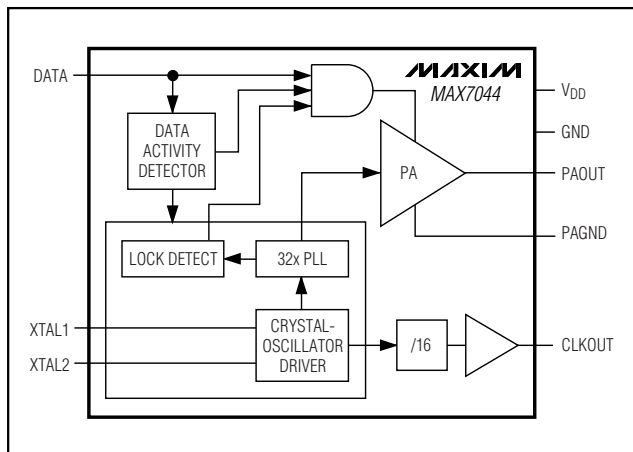 DATA
MAXIM
MAX7044
VDD
GND
DATA
ACTIVITY
DETECTOR
PA
PAOUT
PAGND
LOCK DETECT
32x PLL
XTAL1
XTAL2
CRYSTAL-
OSCILLATOR
DRIVER
/16
CLKOUT